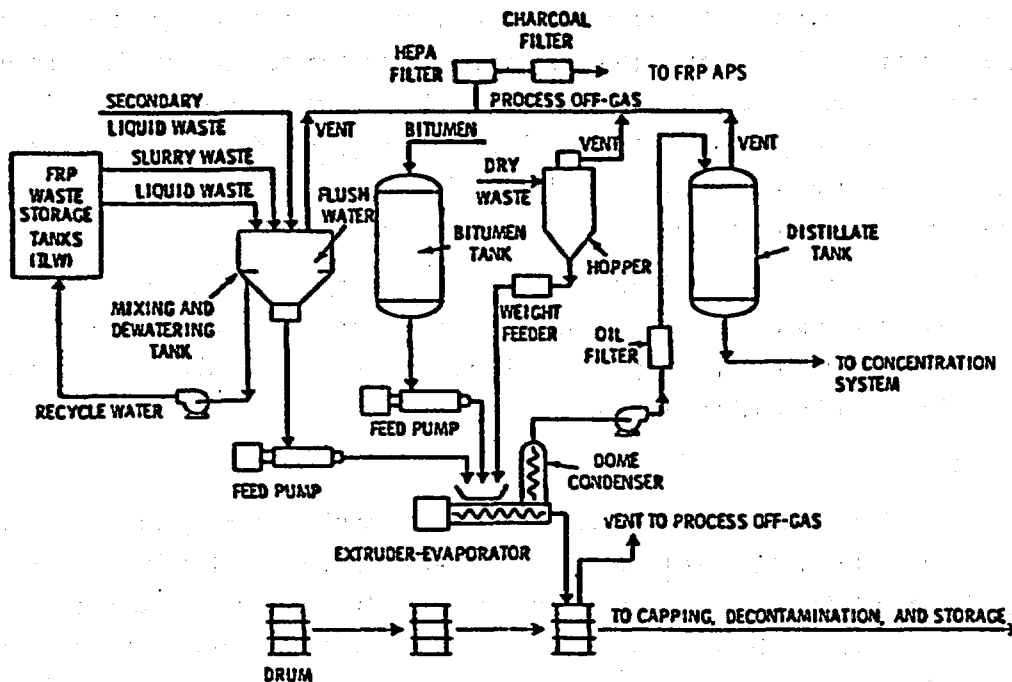 CHARCOAL
FILTER
HEPA
FILTER
TO FRP APS
PROCESS OFF-GAS
SECONDARY
LIQUID WASTE
VENT
BITUMEN
VENT
VENT
SLURRY WASTE
LIQUID WASTE
FRP
WASTE
STORAGE
TANKS
(ILW)
FLUSH
WATER
DRY
WASTE
BITUMEN
TANK
HOPPER
DISTILLATE
TANK
MIXING AND
DEWATERING
TANK
WEIGHT
FEEDER
OIL
FILTER
TO CONCENTRATION
SYSTEM
RECYCLE WATER
FEED PUMP
FEED PUMP
DOME
CONDENSER
EXTRUDER-EVAPORATOR
VENT TO PROCESS OFF-GAS
TO CAPPING, DECONTAMINATION, AND STORAGE
DRUM